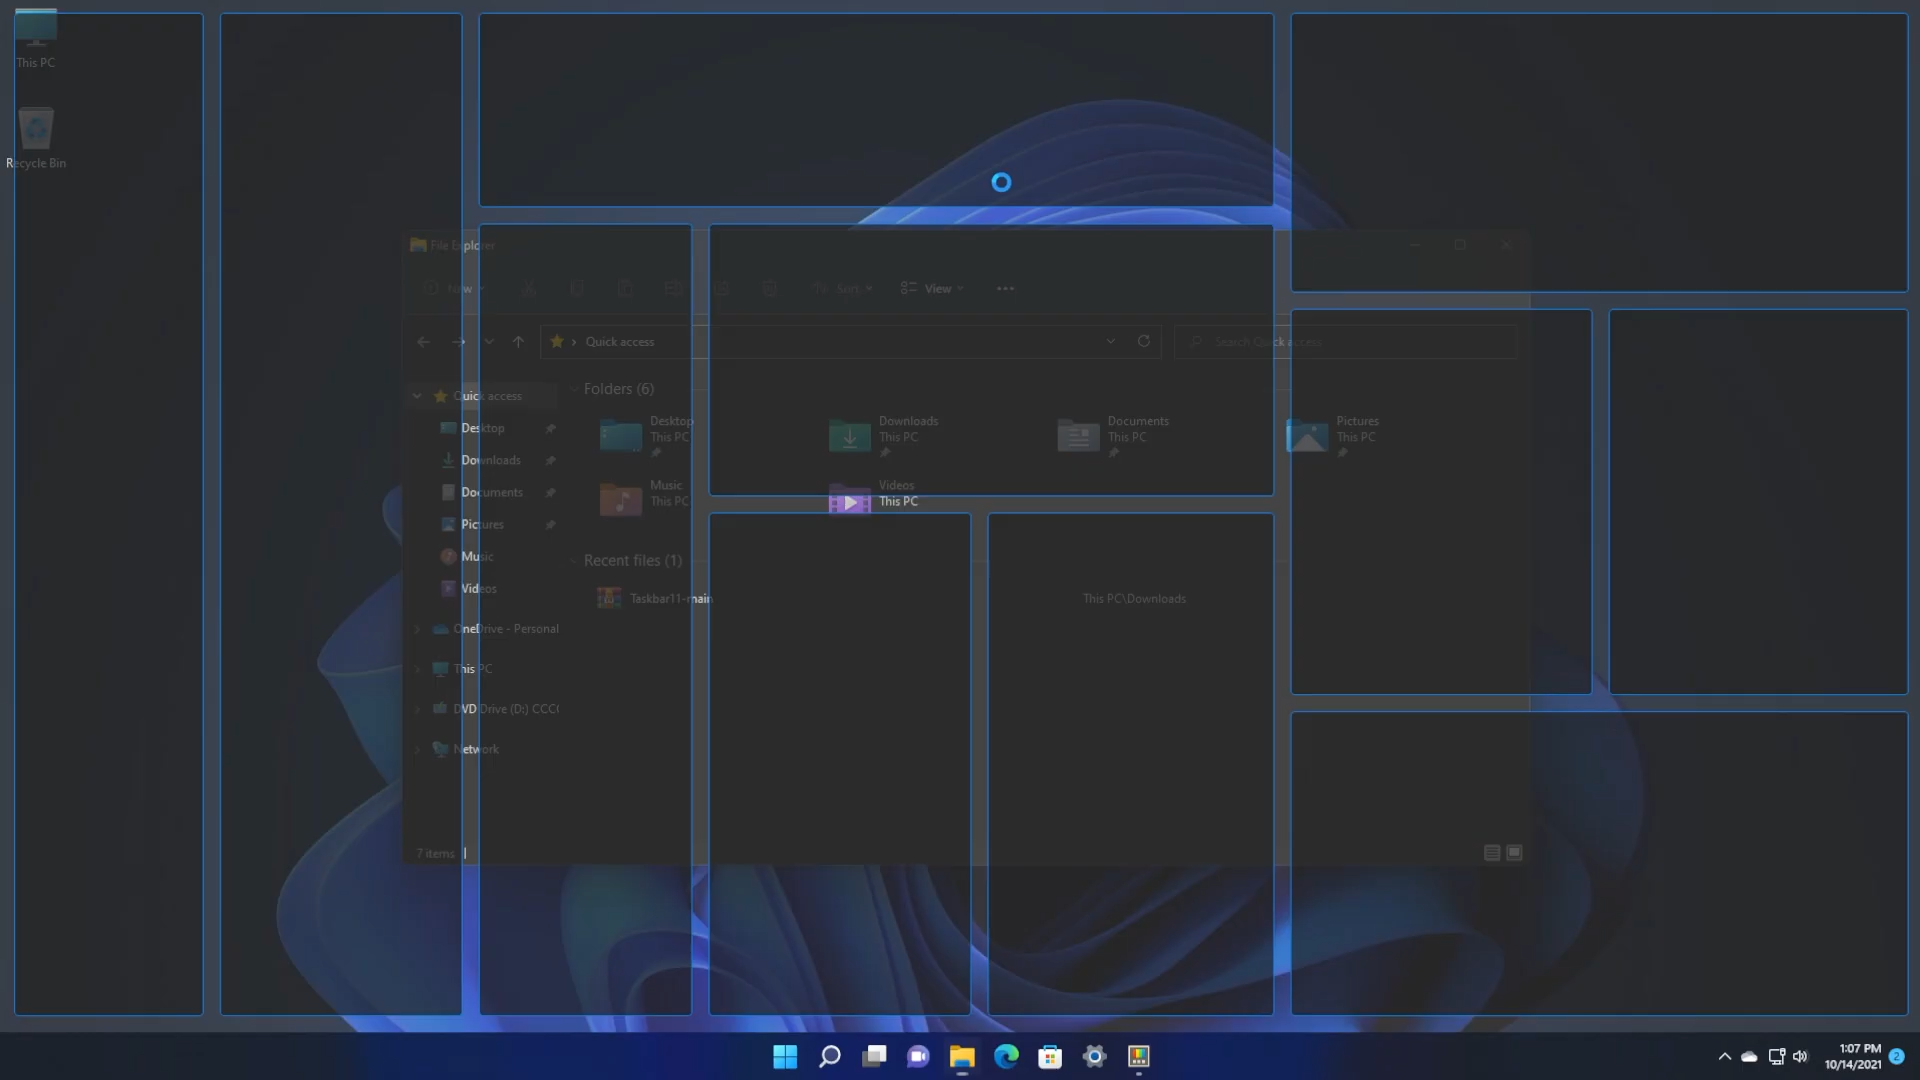 This PC
Recycle Bin
File Explorer
New
Sort
View
Quick access
Search Quick access
Quick access
Desktop
Downloads
Documents
Pictures
Music
Videos
OneDrive - Personal
This PC
DVD Drive (D:) CCC
Network
Folders (6)
Desktop
This PC
Downloads
This PC
Documents
This PC
Pictures
This PC
Music
This PC
Videos
This PC
Recent files (1)
Taskbar11-main
This PC\Downloads
7 items
1:07 PM
10/14/2021
2